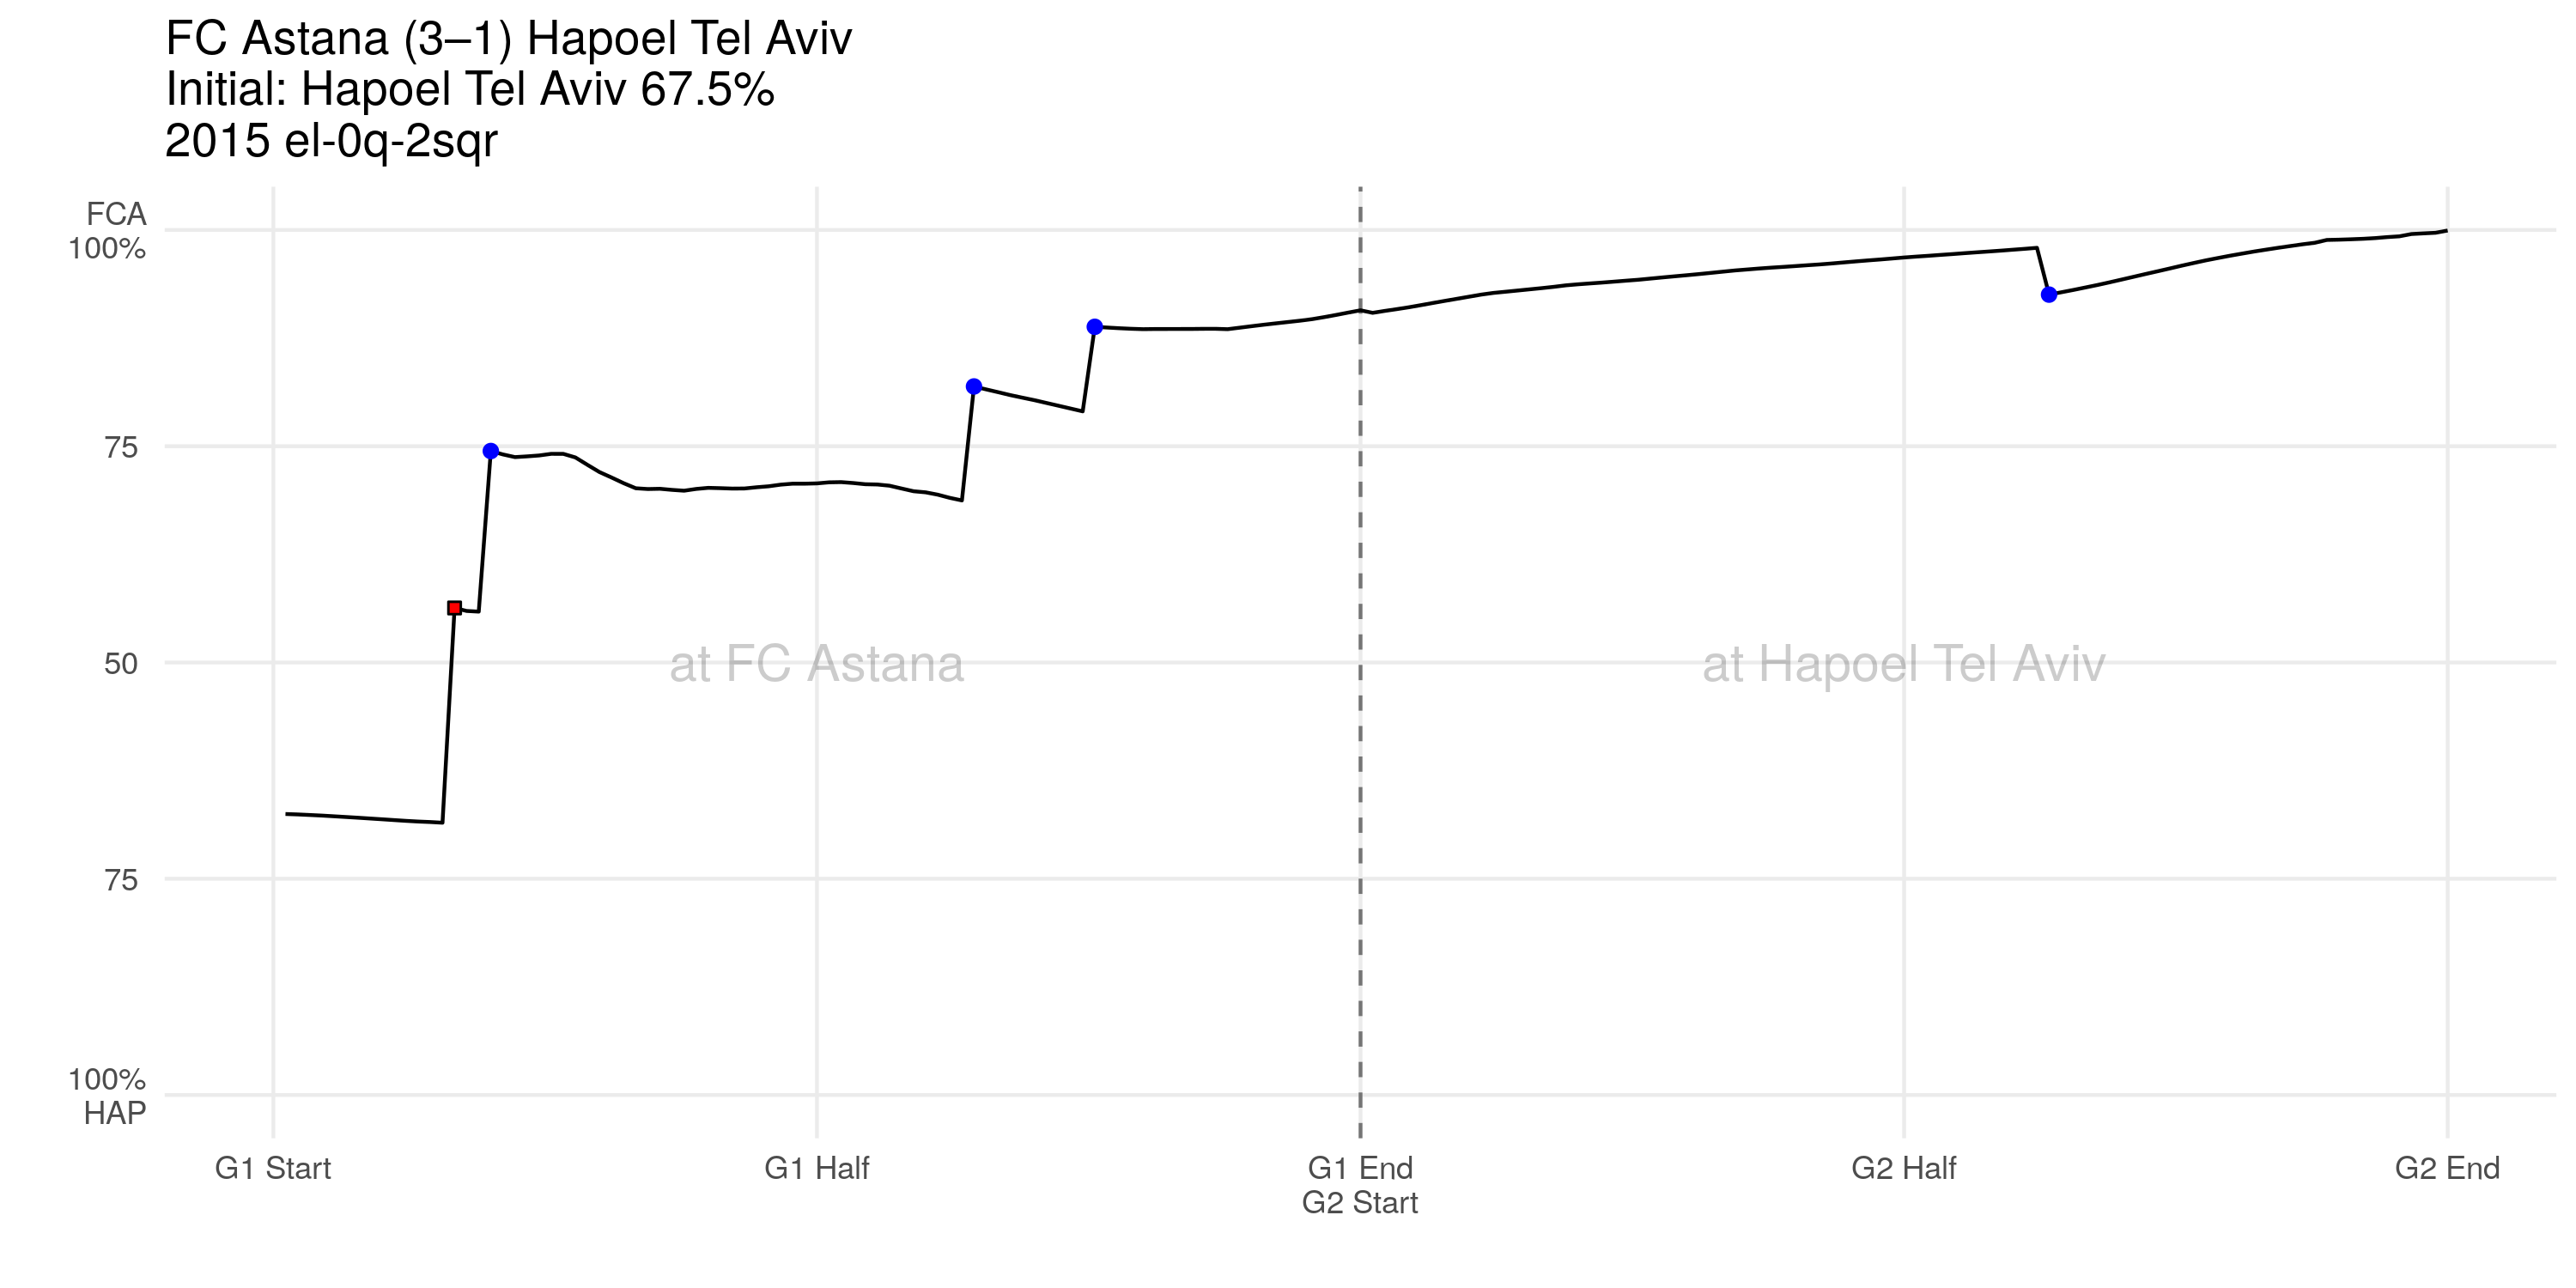 FC Astana (3–1) Hapoel Tel Aviv
Initial: Hapoel Tel Aviv 67.5%
2015 el-0q-2sqr
FCA
100%
75
50
75
100%
HAP
at FC Astana
at Hapoel Tel Aviv
G1 Start
G1 Half
G1 End
G2 Start
G2 Half
G2 End